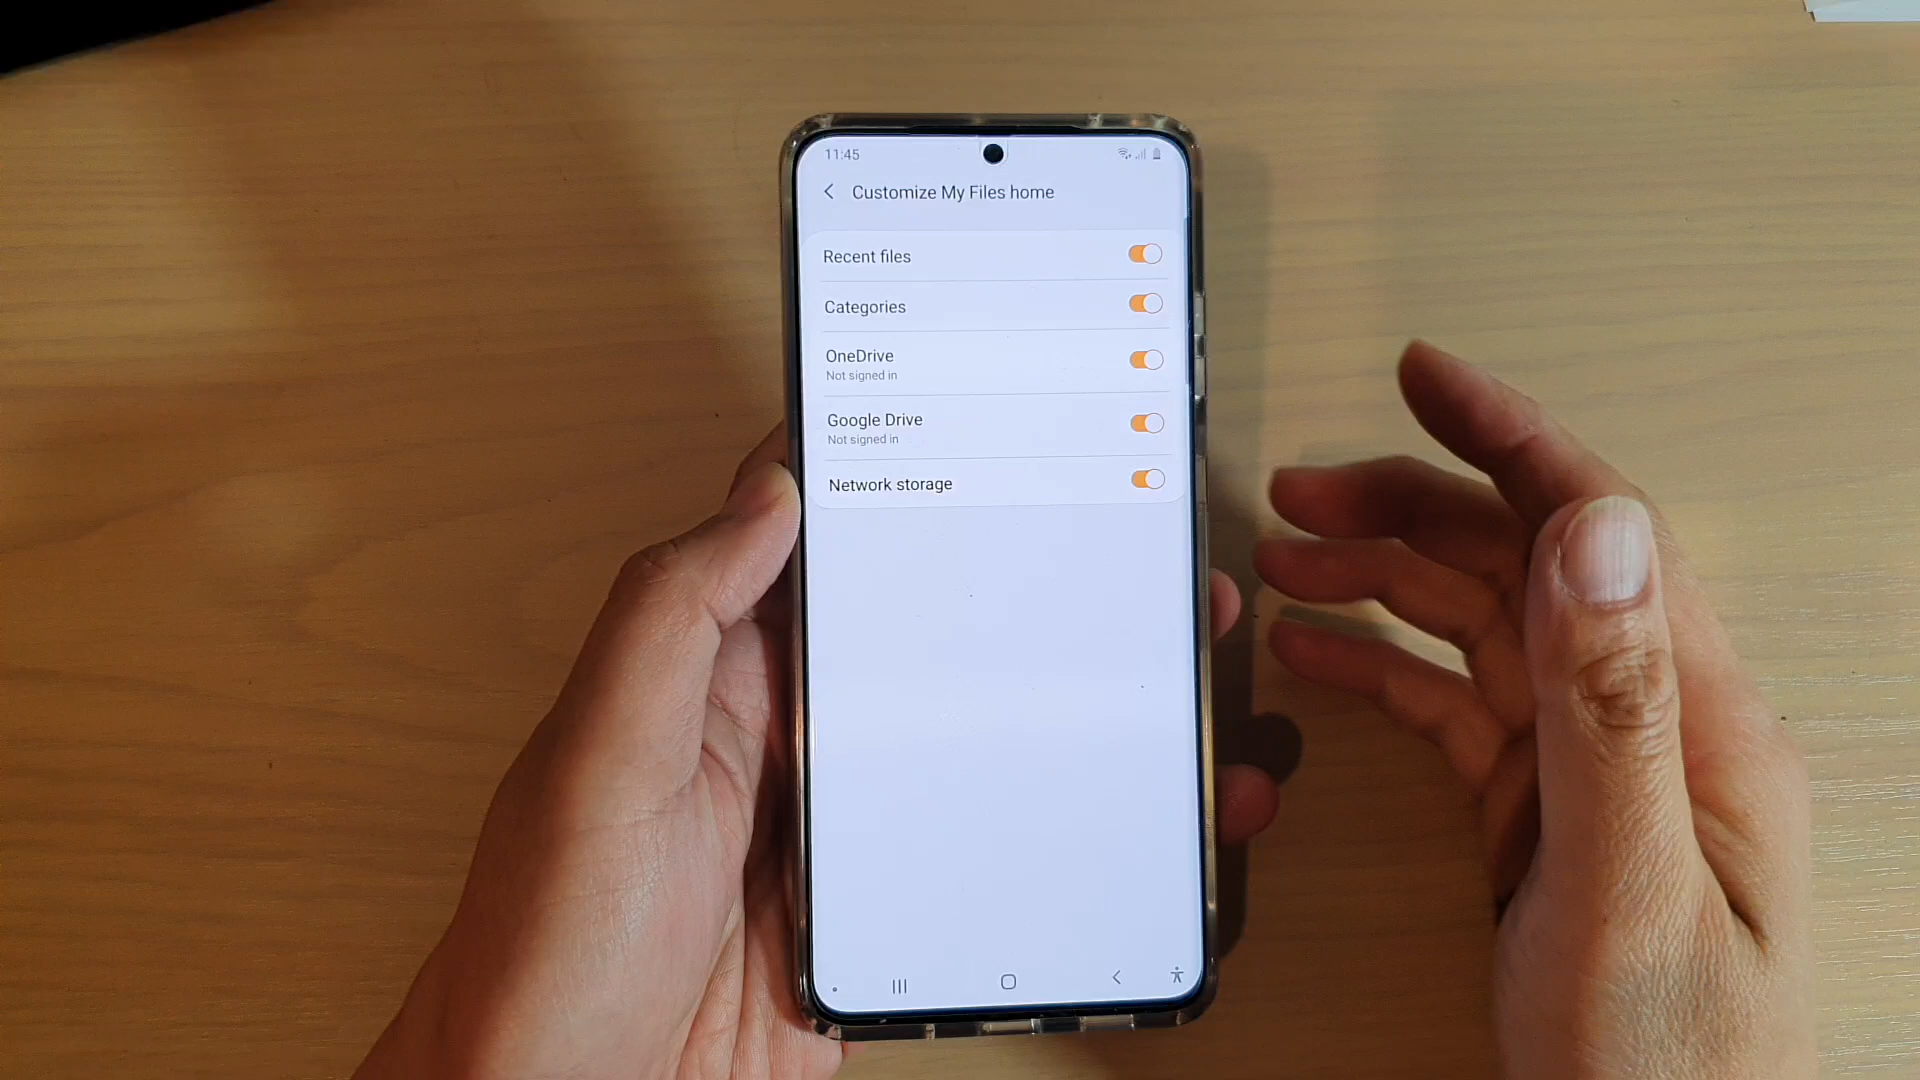 11:45
Customize My Files home
Recent files
Categories
OneDrive
Not signed in
Google Drive
Not signed in
Network storage